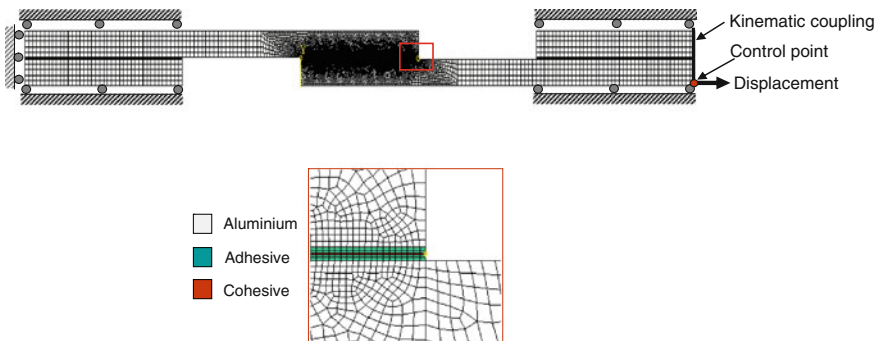 Kinematic coupling
Control point
Displacement
Aluminium
Adhesive
Cohesive